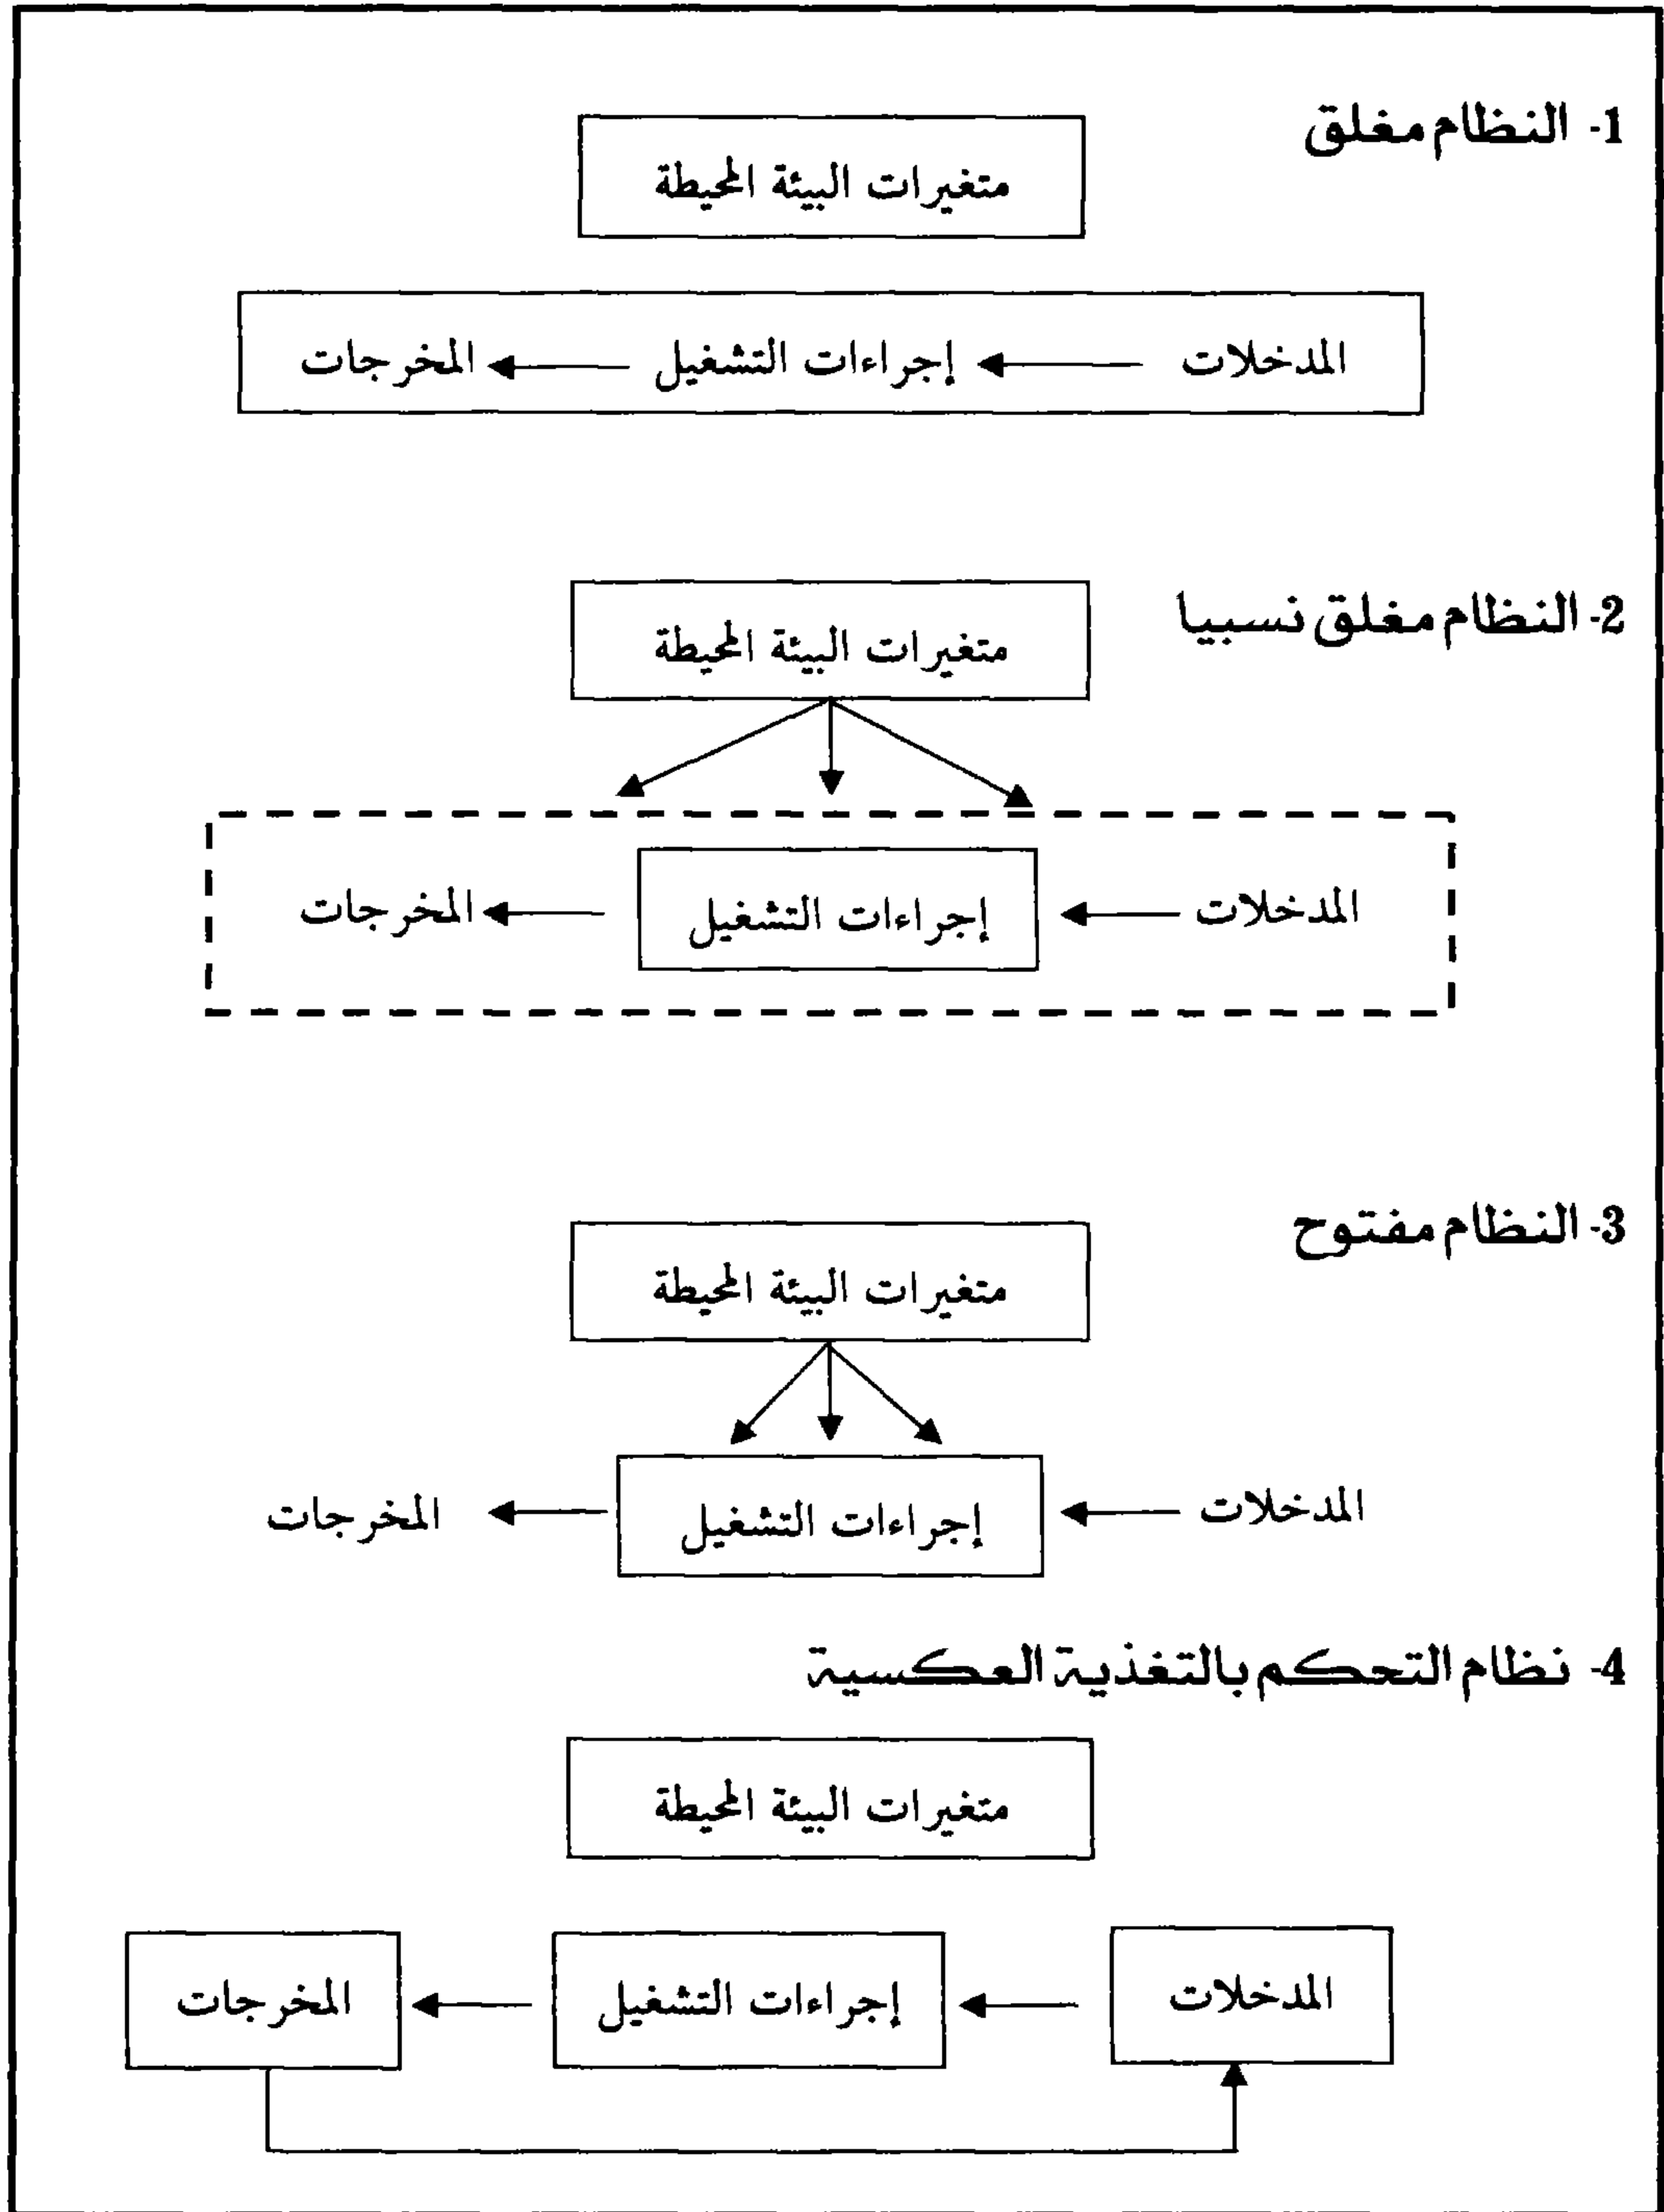 1- النظام مغلق
متغيرات البيئة المحيطة
المدخلات إجراءات التشغيل المخرجات
2- النظام مغلق نسبيا
متغيرات البيئة المحيطة
المدخلات إجراءات التشغيل المخرجات
3- النظام مفتوح
متغيرات البيئة المحيطة
المدخلات إجراءات التشغيل المخرجات
4- نظام التحكم بالتغذية العكسية
متغيرات البيئة المحيطة
المدخلات إجراءات التشغيل المخرجات